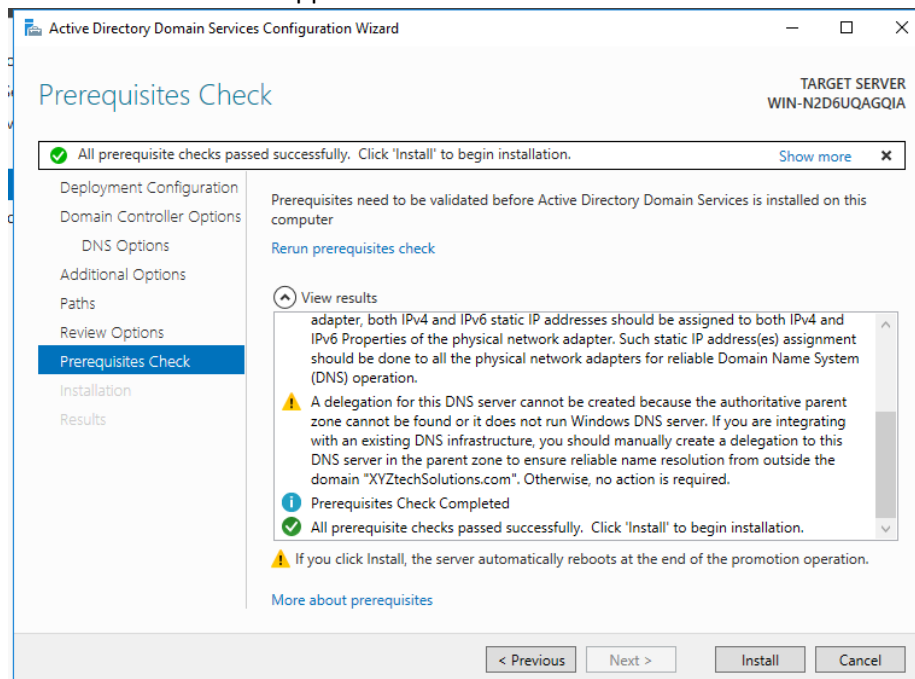 Active Directory Domain Services Configuration Wizard
Prerequisites Check
TARGET SERVER
WIN-N2D6UQAGQIA
All prerequisite checks passed successfully. Click 'Install' to begin installation.
Show more
Deployment Configuration
Domain Controller Options
DNS Options
Additional Options
Paths
Review Options
Prerequisites Check
Installation
Results
Prerequisites need to be validated before Active Directory Domain Services is installed on this
computer
Rerun prerequisites check
View results
adapter, both IPv4 and IPv6 static IP addresses should be assigned to both IPv4 and
IPv6 Properties of the physical network adapter. Such static IP address(es) assignment
should be done to all the physical network adapters for reliable Domain Name System
(DNS) operation.
A delegation for this DNS server cannot be created because the authoritative parent
zone cannot be found or it does not run Windows DNS server. If you are integrating
with an existing DNS infrastructure, you should manually create a delegation to this
DNS server in the parent zone to ensure reliable name resolution from outside the
domain "XYZtechSolutions.com". Otherwise, no action is required.
Prerequisites Check Completed
All prerequisite checks passed successfully. Click 'Install' to begin installation.
If you click Install, the server automatically reboots at the end of the promotion operation.
More about prerequisites
< Previous
Next >
Install
Cancel